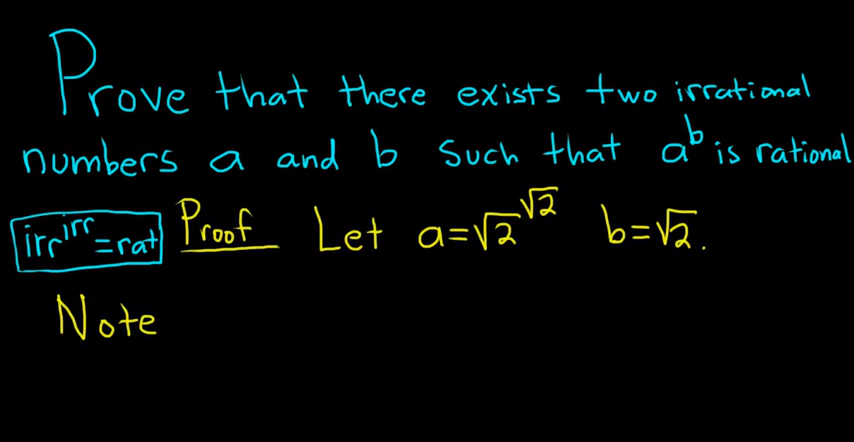 Prove that there exists two irrational
numbers a and b such that a^b is rational
irr^irr = rat Proof Let a=√2^√2 b=√2.
Note